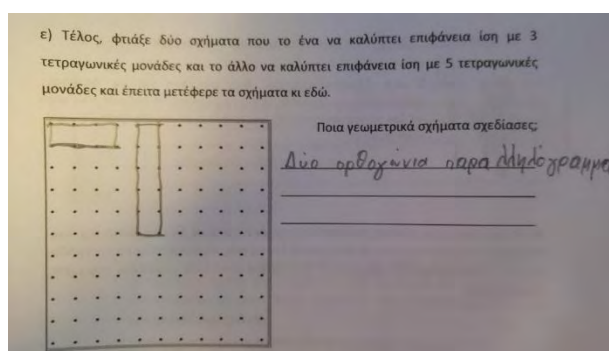 ε) Τέλος, φτιάξε δύο σχήματα που το ένα να καλύπτει επιφάνεια ίση με 3
τετραγωνικές μονάδες και το άλλο να καλύπτει επιφάνεια ίση με 5 τετραγωνικές
μονάδες και έπειτα μετέφερε τα σχήματα κι εδώ.
Ποια γεωμετρικά σχήματα σχεδίασες;
Δύο ορθογώνια παραλληλόγραμμα